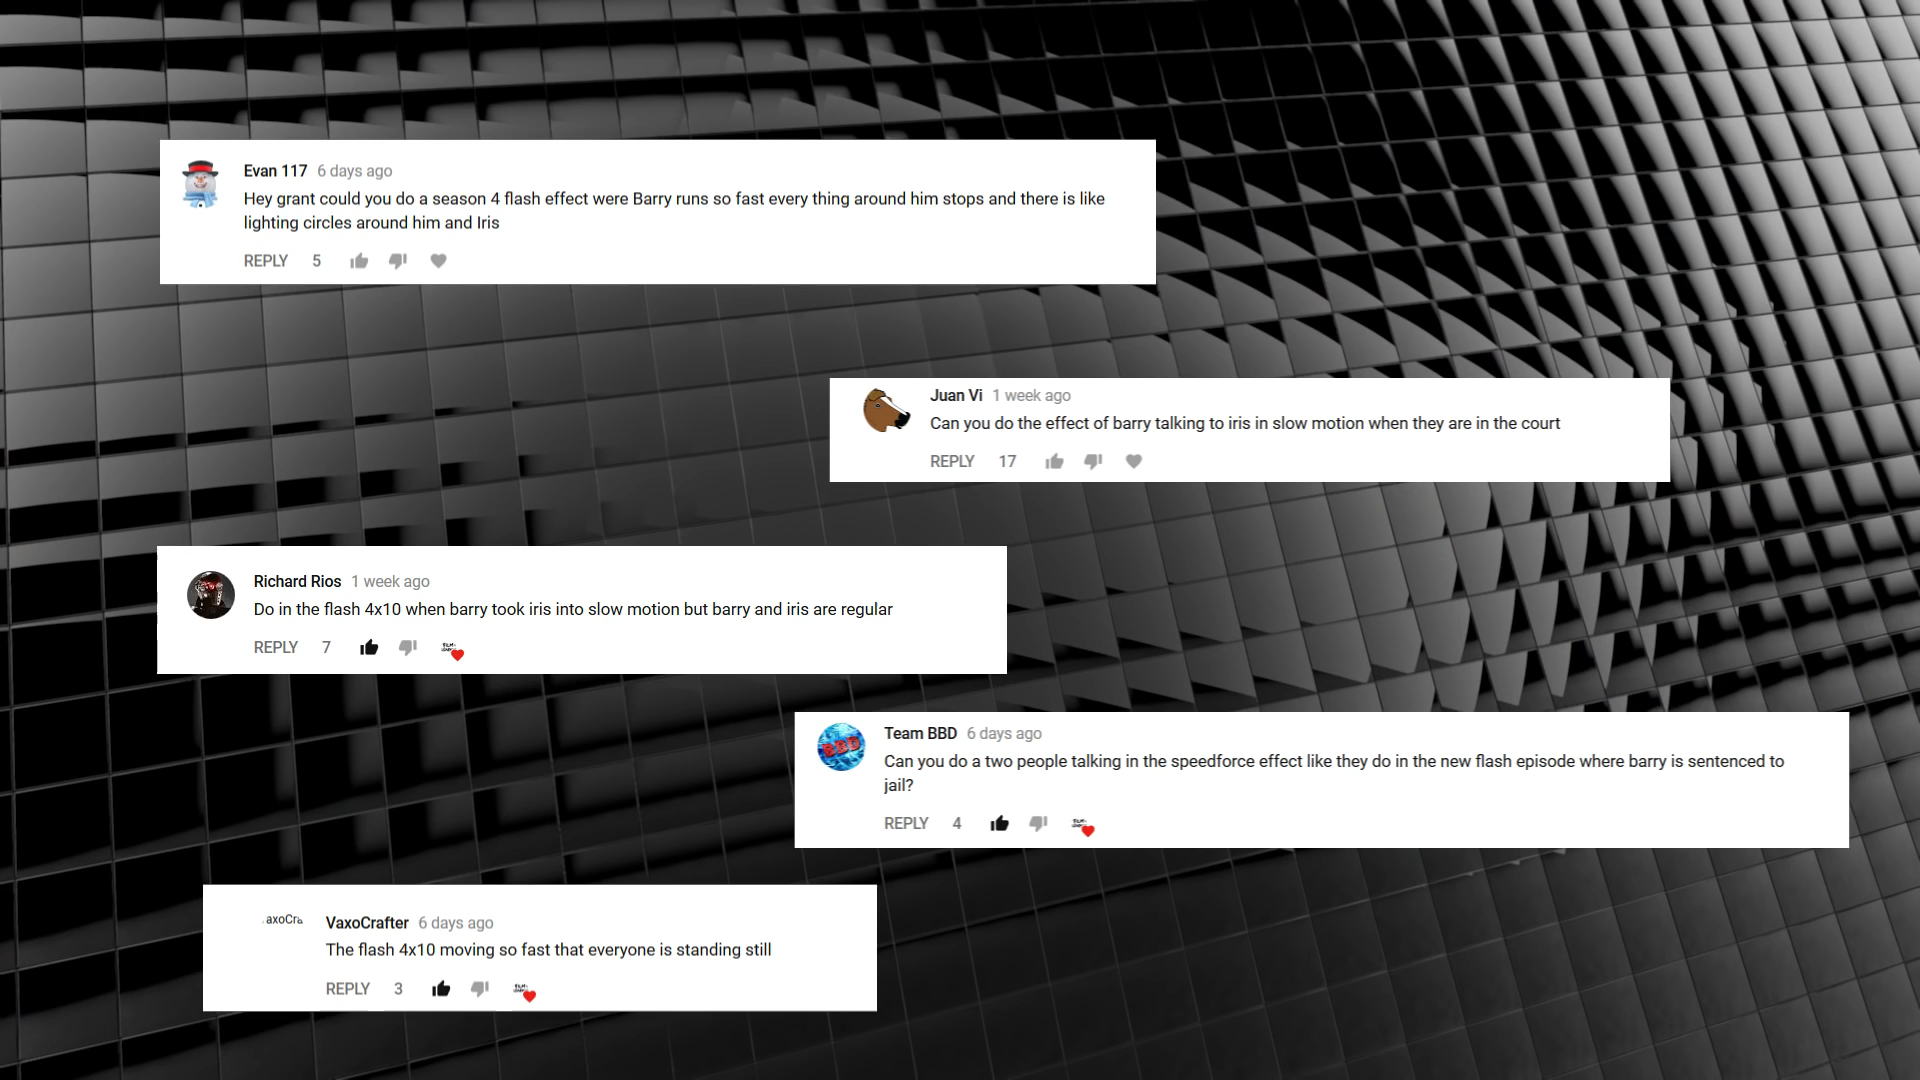 Evan 117 6 days ago
Hey grant could you do a season 4 flash effect were Barry runs so fast every thing around him stops and there is like
lighting circles around him and Iris
REPLY 5
Juan Vi 1 week ago
Can you do the effect of barry talking to iris in slow motion when they are in the court
REPLY 17
Richard Rios 1 week ago
Do in the flash 4x10 when barry took iris into slow motion but barry and iris are regular
REPLY 7
Team BBD 6 days ago
BBD
Can you do a two people talking in the speedforce effect like they do in the new flash episode where barry is sentenced to
jail?
REPLY 4
axoCra
VaxoCrafter 6 days ago
The flash 4x10 moving so fast that everyone is standing still
REPLY 3